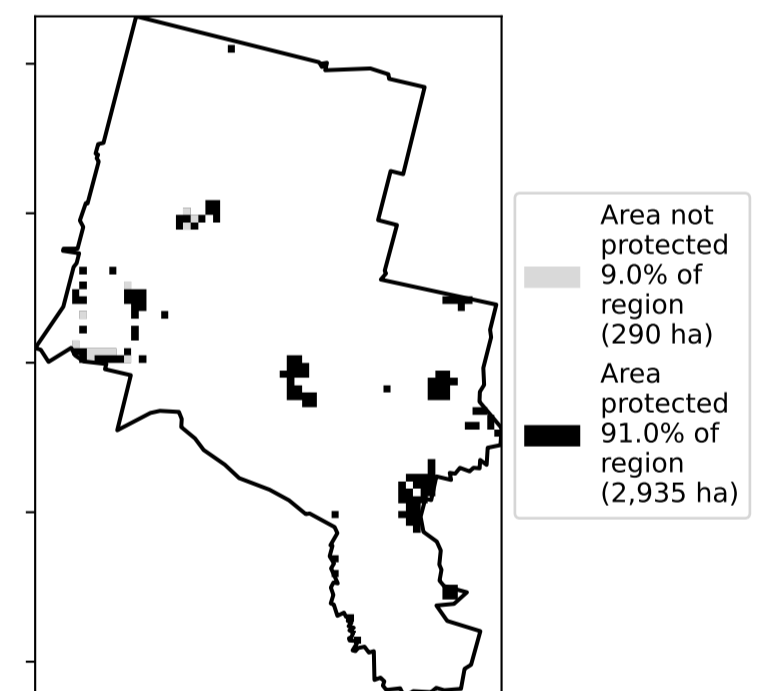 Area not
protected
9.0% of
region
(290 ha)
Area
protected
91.0% of
region
(2,935 ha)